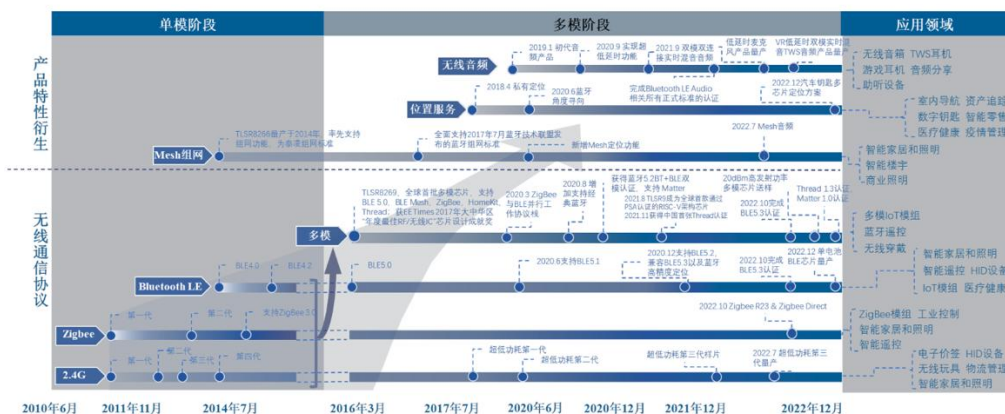 单模阶段
多模阶段
应用领域
产品特性衍生
无线音频
2019.1 初代音
频产品
2020.9 实现超
低延时功能
2021.9 双模双连
接实时混音音频
低延时麦克
风产品量产
VR低延时双模实时混
音TWS音频产品量产
无线音箱 TWS耳机
游戏耳机 音频分享
助听设备
位置服务
2018.4 私有定位
2020.6蓝牙
角度寻向
完成Bluetooth LE Audio
相关所有正式标准的认证
2022.12汽车钥匙多
芯片定位方案
室内导航 资产追踪
数字钥匙 智能零售
医疗健康 疫情管理
Mesh组网
TLSR8266量产于2014年，率先支持
组网功能，为泰凌组网标准
全面支持2017年7月蓝牙技术联盟发
布的蓝牙组网标准
新增Mesh定位功能
2022.7 Mesh音频
智能家居和照明
智能楼宇
商业照明
无线通信协议
多模
TLSR8269，全球首批多模芯片，支持
BLE 5.0、BLE Mesh、ZigBee、HomeKit、
Thread，获EETimes 2017年大中华区
“年度最佳RF/无线IC”芯片设计成就奖
2020.3 ZigBee
与BLE并行工
作协议栈
2020.8 增
加支持经
典蓝牙
获得蓝牙5.2BT+BLE双
模认证，支持 Matter
2021.8 TLSR9成为全球首款通过
PSA认证的RISC-V架构芯片
2021.11获得中国首张Thread认证
20dBm高发射功率
多模芯片送样
2022.10完成
BLE5.3认证
Thread 1.3认证
Matter 1.0认证
多模IoT模组
蓝牙遥控
无线穿戴
Bluetooth LE
BLE4.0
BLE4.2
BLE5.0
2020.6支持BLE5.1
2020.12支持BLE5.2，
兼容BLE5.3以及蓝牙
高精度定位
2022.10完成
BLE5.3认证
2022.12 单电池
BLE芯片量产
智能家居和照明
智能遥控 HID设备
IoT模组 医疗健康
Zigbee
第一代
第二代
支持ZigBee 3.0
2022.10 Zigbee R23 & Zigbee Direct
ZigBee模组 工业控制
智能家居和照明
智能遥控
2.4G
第一代
第二代
第三代
第四代
超低功耗第一代
超低功耗第二代
超低功耗第三代样片
2022.7 超低功耗第三
代量产
电子价签 HID设备
无线玩具 物流管理
智能家居和照明
2010年6月
2011年11月
2014年7月
2016年3月
2017年7月
2020年6月
2020年12月
2021年12月
2022年12月